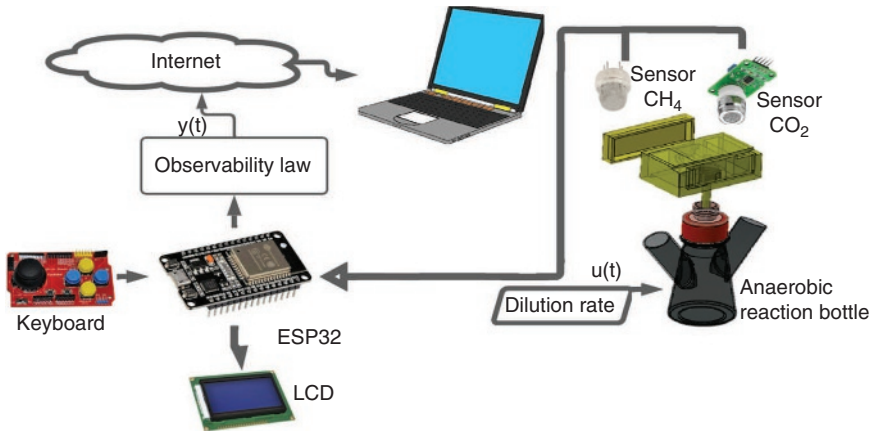 Internet
Sensor
CH₄
Sensor
CO₂
y(t)
Observability law
u(t)
Dilution rate
Anaerobic
reaction bottle
Keyboard
ESP32
LCD